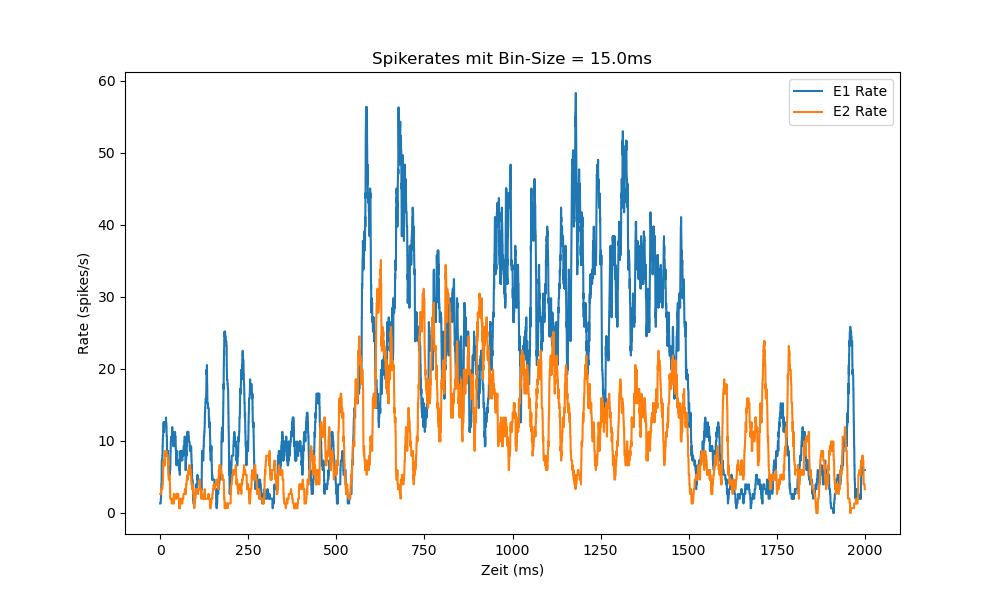 Spikerates mit Bin-Size = 15.0ms
E1 Rate
E2 Rate
Rate (spikes/s)
60
50
40
30
20
10
0
0 250 500 750 1000 1250 1500 1750 2000
Zeit (ms)